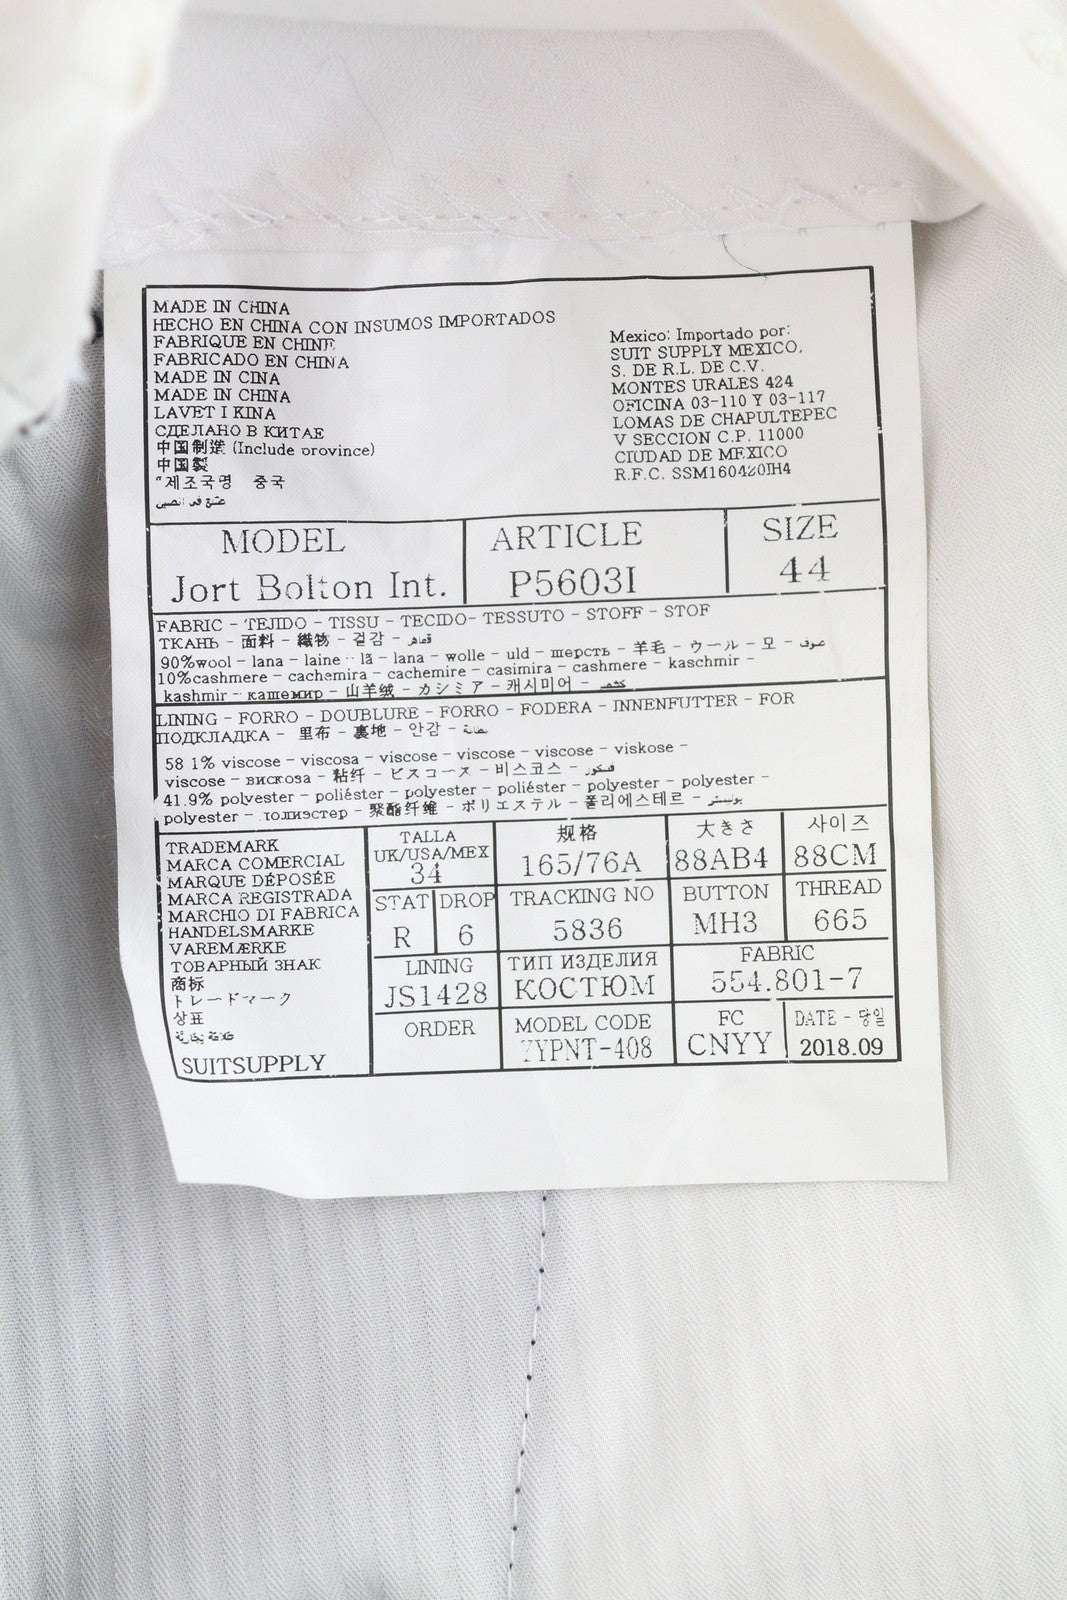 MADE IN CHINA
HECHO EN CHINA CON INSUMOS IMPORTADOS
FABRIQUE EN CHINE
FABRICADO EN CHINA
MADE IN CINA
MADE IN CHINA
LAVET I KINA
СДЕЛАНО В КИТАЕ
中国制造 (Include province)
中国製
"제조국명 중국
Mexico: Importado por:
SUIT SUPPLY MEXICO,
S. DE R.L. DE C.V.
MONTES URALES 424
OFICINA 03-110 Y 03-117
LOMAS DE CHAPULTEPEC
V SECCION C.P. 11000
CIUDAD DE MEXICO
R.F.C. SSM160420IH4
MODEL
Jort Bolton Int.
ARTICLE
P5603I
SIZE
44
FABRIC - TEJIDO - TISSU - TECIDO- TESSUTO - STOFF - STOF
ТКАНЬ - 面料 - 織物 - 겉감 - قماش
90%wool - lana - laine - lã - lana - wolle - uld - шерсть - 羊毛 - ウール - 모 - صوف
10%cashmere - cachemira - cachemire - casimira - cashmere - kaschmir -
kashmir - кашемир - 山羊绒 - カシミア - 캐시미어 -
LINING - FORRO - DOUBLURE - FORRO - FODERA - INNENFUTTER - FOR
ПОДКЛАДКА - 里布 - 裏地 - 안감 - بطانة
58 1% viscose - viscosa - viscose - viscose - viscose - viskose -
viscose - вискоза - 粘纤 - ビスコース - 비스코스 - فسكوز
41.9% polyester - poliéster - polyester - poliéster - polyester - polyester -
polyester - полиэстер - 聚酯纤维 - ポリエステル - 폴리에스테르 -
TRADEMARK
MARCA COMERCIAL
MARQUE DÉPOSÉE
MARCA REGISTRADA
MARCHIO DI FABRICA
HANDELSMARKE
VAREMÆRKE
ТОВАРНЫЙ ЗНАК
商标
トレードマーク
상표
علامة تجارية
SUITSUPPLY
TALLA
UK/USA/MEX
34
规格
165/76A
大きさ
88AB4
사이즈
88CM
STAT
R
DROP
6
TRACKING NO
5836
BUTTON
MH3
THREAD
665
LINING
JS1428
ТИП ИЗДЕЛИЯ
КОСТЮМ
FABRIC
554.801-7
ORDER
MODEL CODE
7YPNT-408
FC
CNYY
DATE - 당일
2018.09